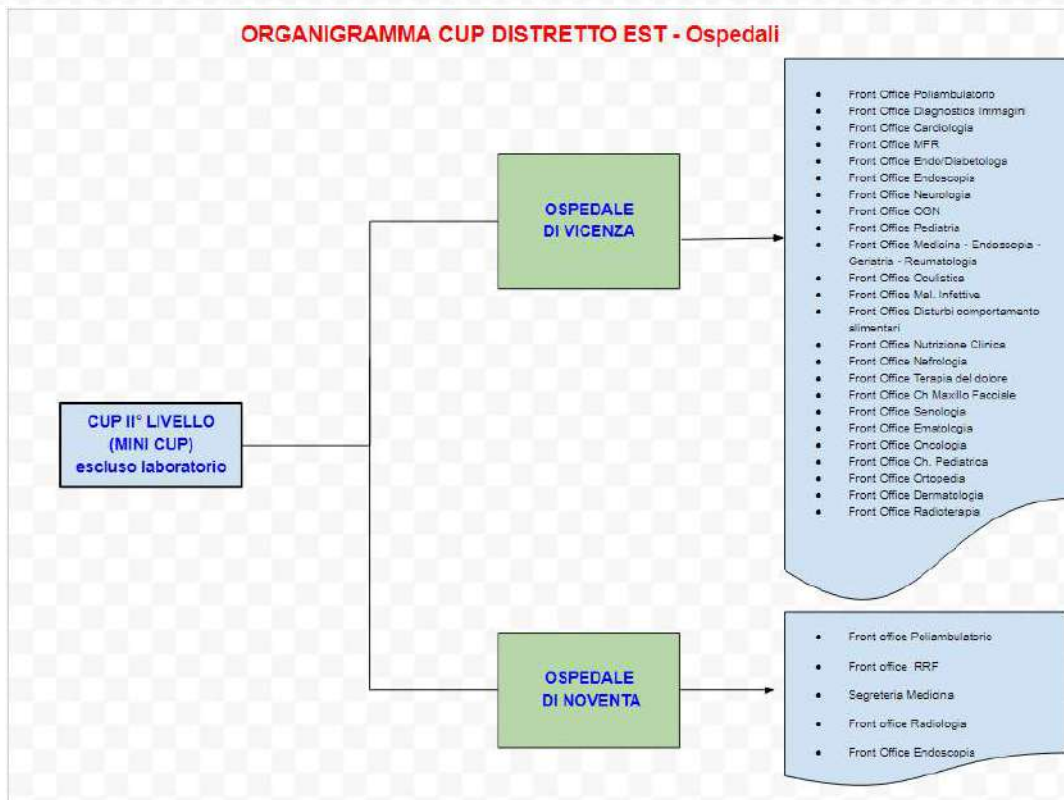 ORGANIGRAMMA CUP DISTRETTO EST - Ospedali
CUP II° LIVELLO
(MINI CUP)
escluso laboratorio
OSPEDALE
DI VICENZA
Front Office Poliambulatorio
Front Office Diagnostica Immagini
Front Office Cardiologia
Front Office MFR
Front Office Endo/Diabetologa
Front Office Endoscopia
Front Office Neurologia
Front Office OGN
Front Office Pediatria
Front Office Medicina - Endoscopia -
Geriatria - Reumatologia
Front Office Oculistica
Front Office Mal. Infettive
Front Office Disturbi comportamento
alimentari
Front Office Nutrizione Clinica
Front Office Nefrologia
Front Office Terapia del dolore
Front Office Ch Maxillo Facciale
Front Office Senologia
Front Office Ematologia
Front Office Oncologia
Front Office Ch. Pediatrica
Front Office Ortopedia
Front Office Dermatologia
Front Office Radioterapia
OSPEDALE
DI NOVENTA
Front office Poliambulatorio
Front office RRF
Segreteria Medicina
Front office Radiologia
Front Office Endoscopia